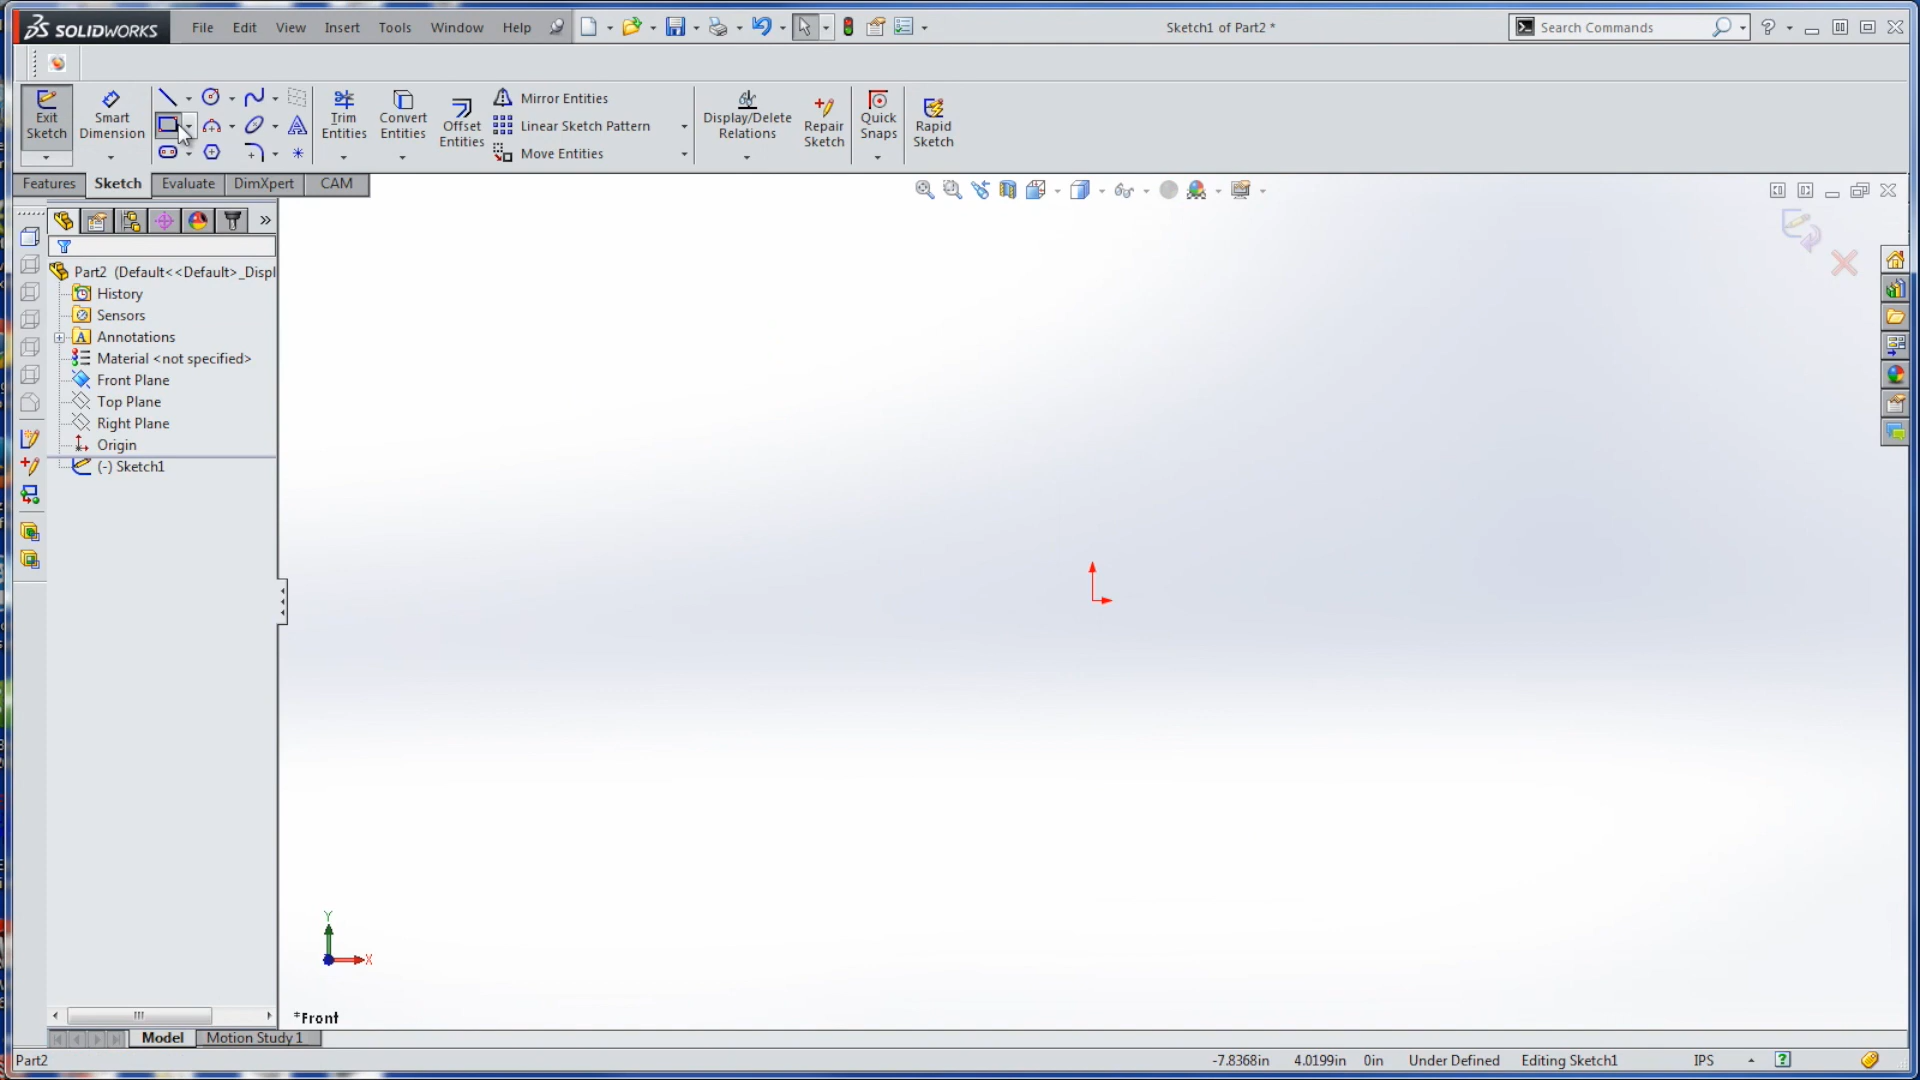 SOLIDWORKS File Edit View Insert Tools Window Help Sketch1 of Part2 * Search Commands ?
Exit Sketch
Smart Dimension
Trim Entities
Convert Entities
Offset Entities
Mirror Entities
Linear Sketch Pattern
Move Entities
Display/Delete Relations
Repair Sketch
Quick Snaps
Rapid Sketch
Features Sketch Evaluate DimXpert CAM
Part2 (Default<<Default>_Displ
History
Sensors
A Annotations
Material <not specified>
Front Plane
Top Plane
Right Plane
Origin
(-) Sketch1
Y
X
*Front
Model Motion Study 1
Part2 -7.8368in 4.0199in 0in Under Defined Editing Sketch1 IPS ?